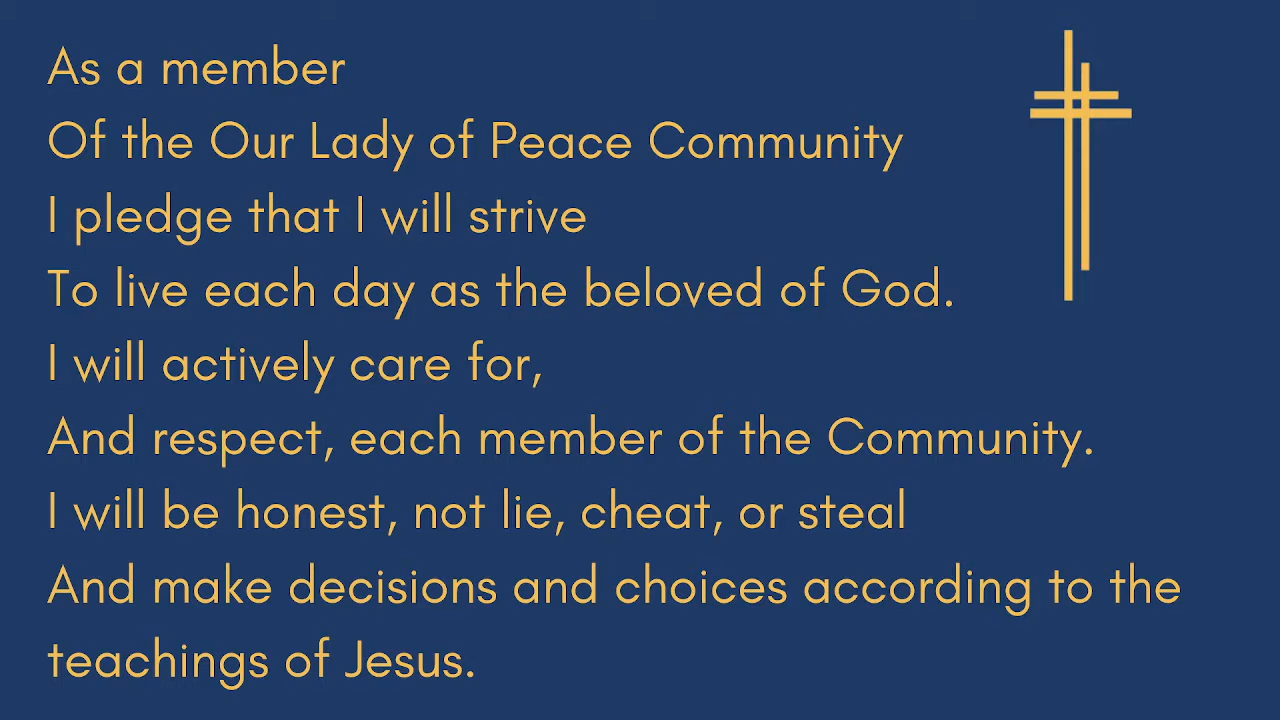 As a member
Of the Our Lady of Peace Community
I pledge that I will strive
To live each day as the beloved of God.
I will actively care for,
And respect, each member of the Community.
I will be honest, not lie, cheat, or steal
And make decisions and choices according to the
teachings of Jesus.